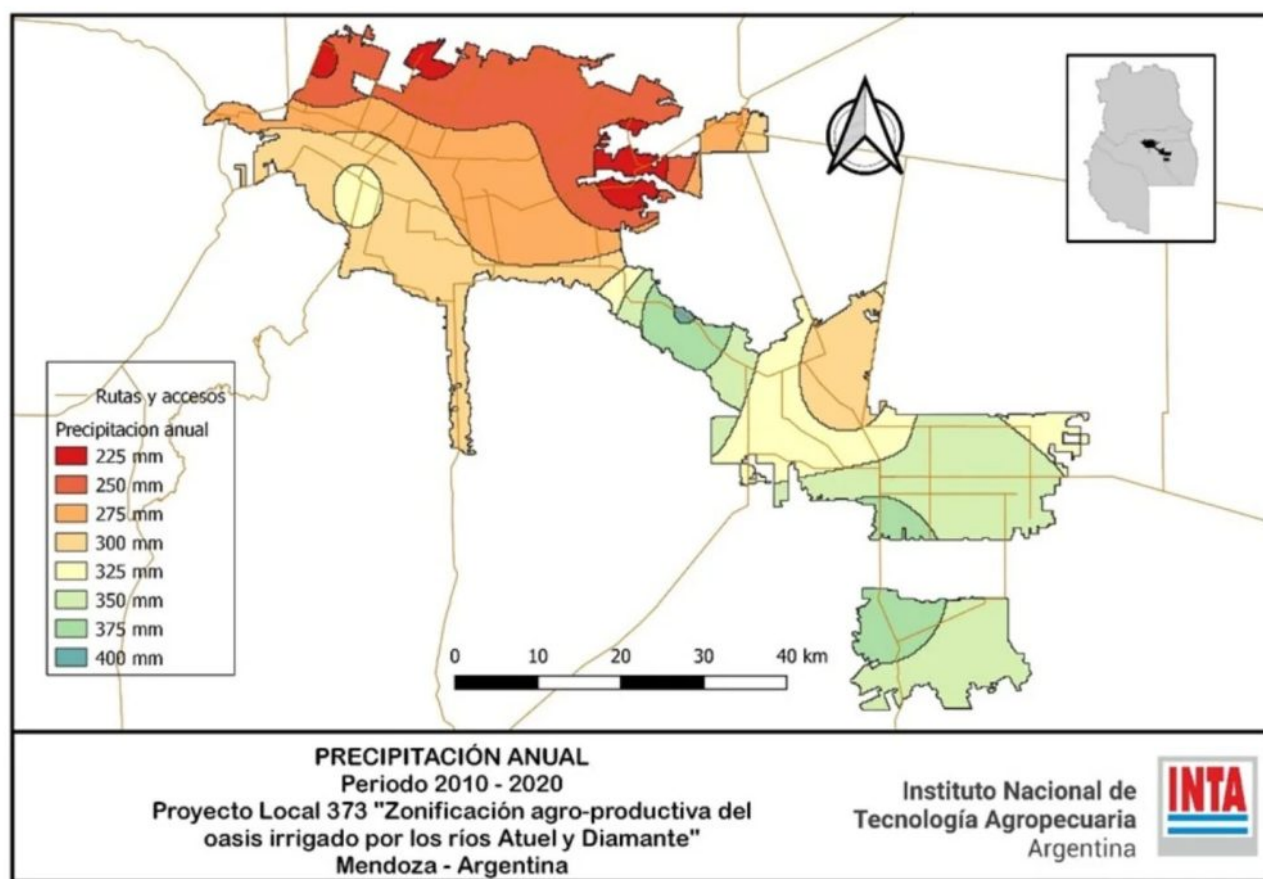 Rutas y accesos
Precipitacion anual
225 mm
250 mm
275 mm
300 mm
325 mm
350 mm
375 mm
400 mm
0 10 20 30 40 km
PRECIPITACIÓN ANUAL
Periodo 2010 - 2020
Proyecto Local 373 "Zonificación agro-productiva del
oasis irrigado por los ríos Atuel y Diamante"
Mendoza - Argentina
Instituto Nacional de
Tecnología Agropecuaria
Argentina
INTA